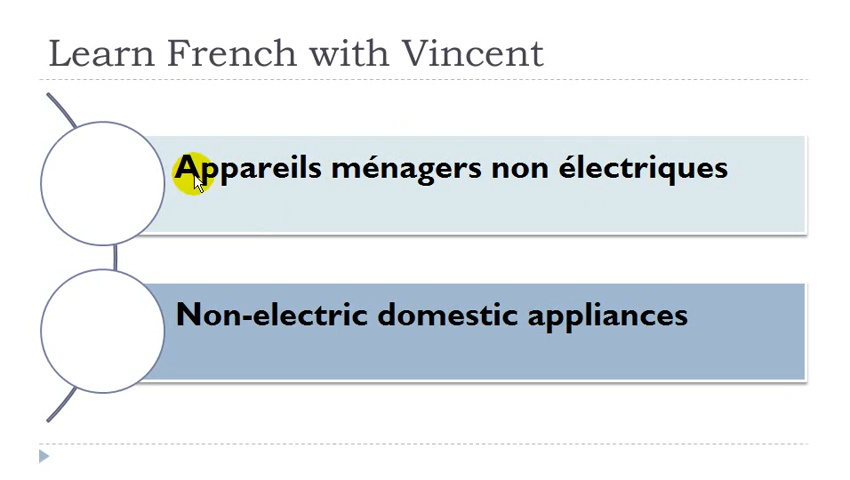 Learn French with Vincent
Appareils ménagers non électriques
Non-electric domestic appliances